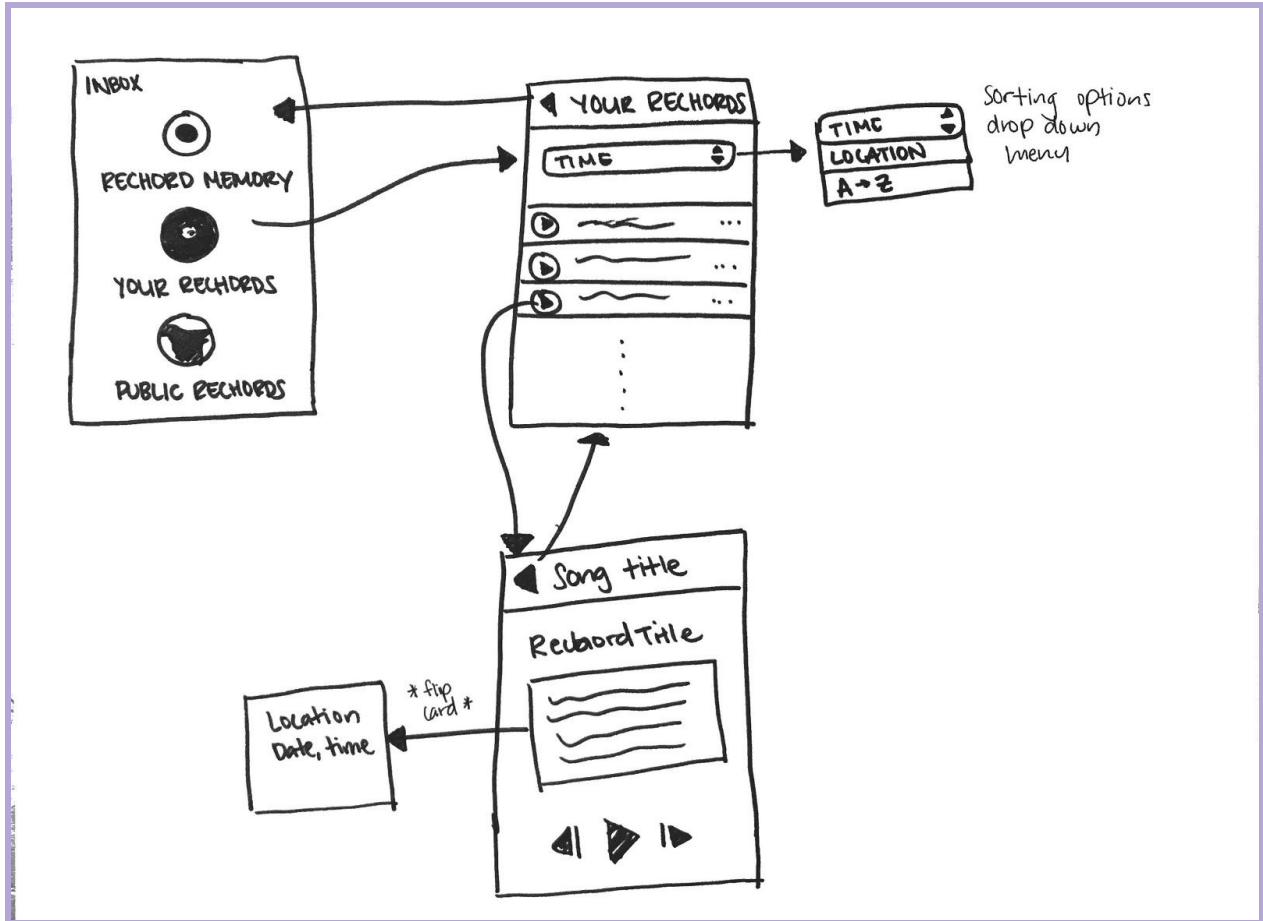 INBOX
RECHORD MEMORY
YOUR RECHORDS
PUBLIC RECHORDS
YOUR RECHORDS
TIME
...
...
...
TIME
LOCATION
A→Z
Sorting options
drop down
menu
Song title
Rechord Title
*flip
card*
Location
Date, time